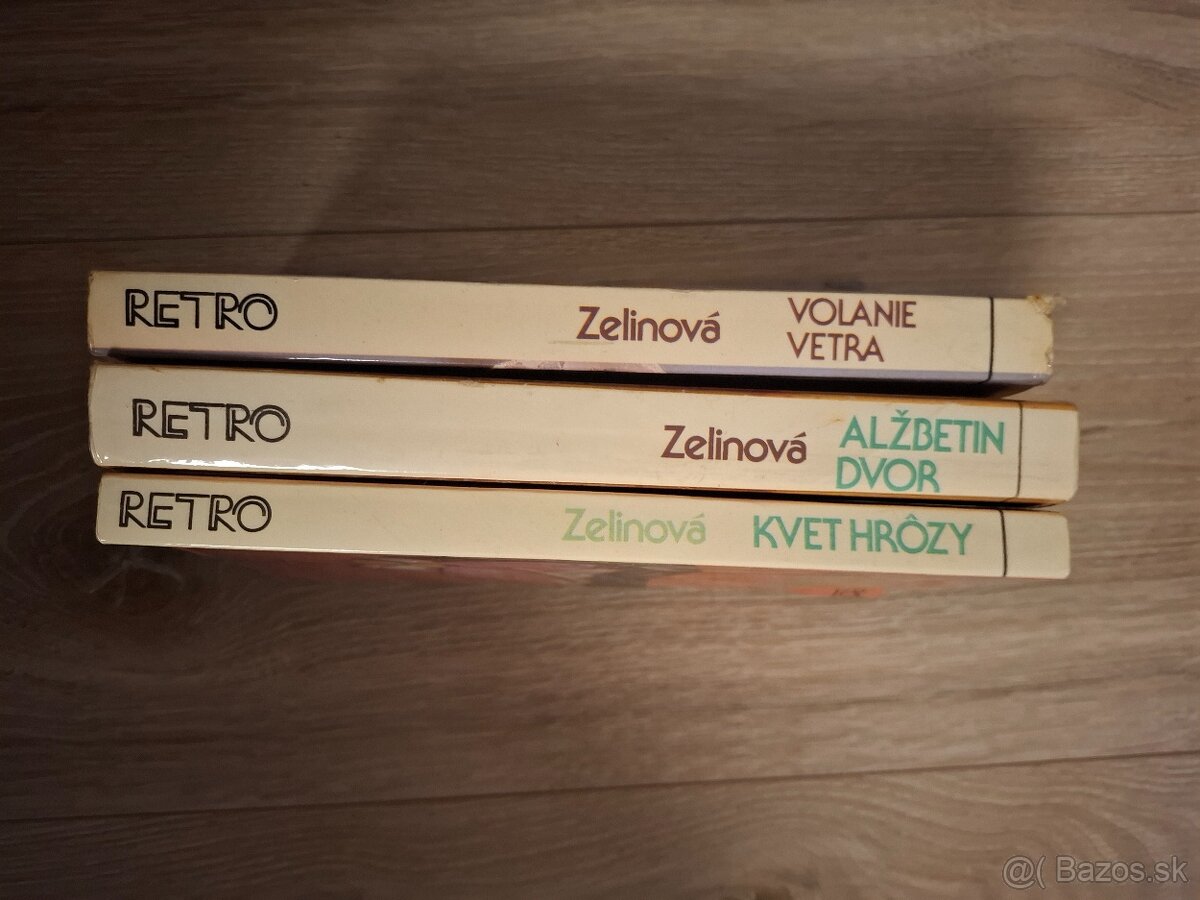 RETRO Zelinová VOLANIE
VETRA
RETRO Zelinová ALŽBETIN
DVOR
RETRO Zelinová KVET HRÔZY
@( Bazos.sk